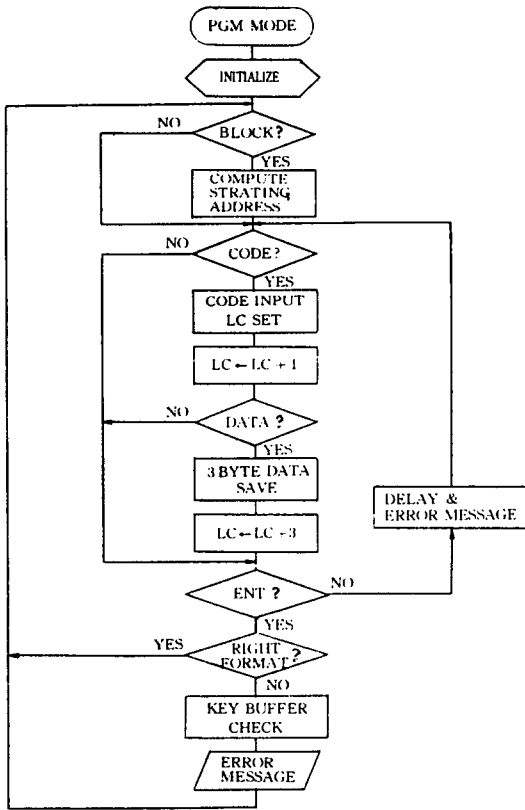 PGM MODE
INITIALIZE
NO
BLOCK?
YES
COMPUTE
STRATING
ADDRESS
NO
CODE?
YES
CODE INPUT
LC SET
LC ← LC + 1
NO
DATA ?
YES
3 BYTE DATA
SAVE
DELAY &
ERROR MESSAGE
LC ← LC + 3
ENT ?
NO
YES
YES
RIGHT
FORMAT ?
NO
KEY BUFFER
CHECK
ERROR
MESSAGE